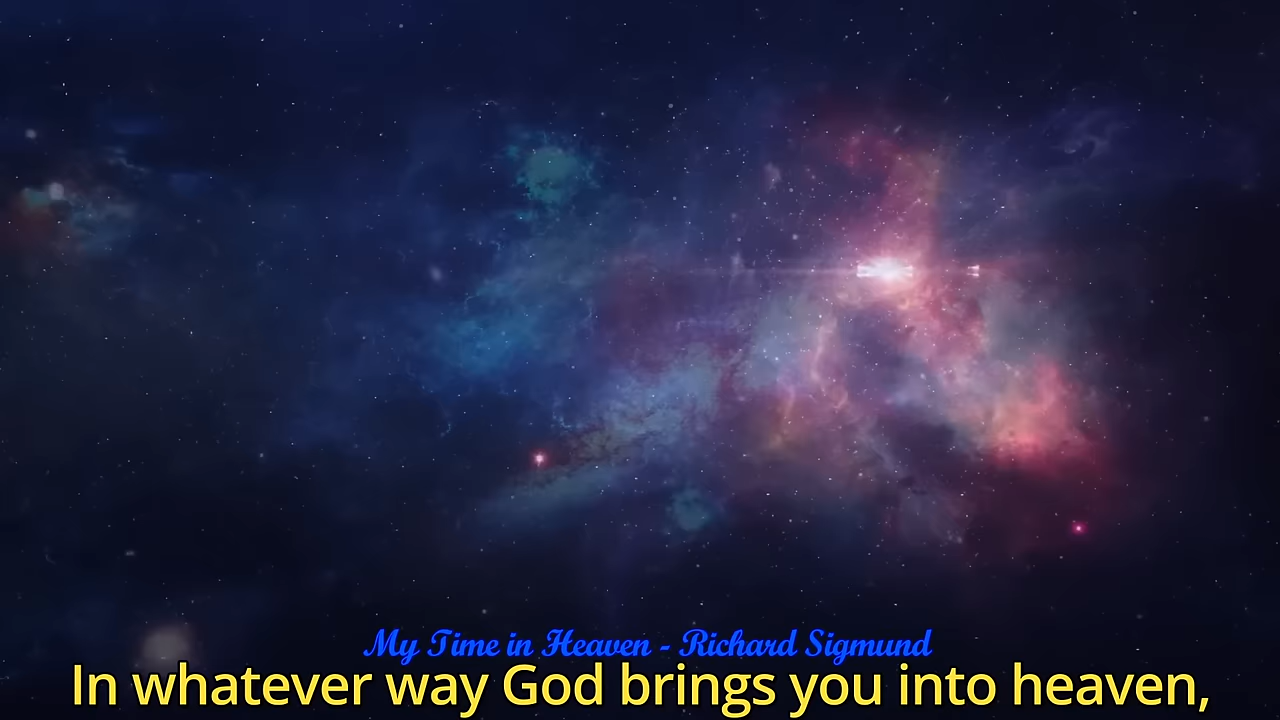 My Time in Heaven - Richard Sigmund
In whatever way God brings you into heaven,